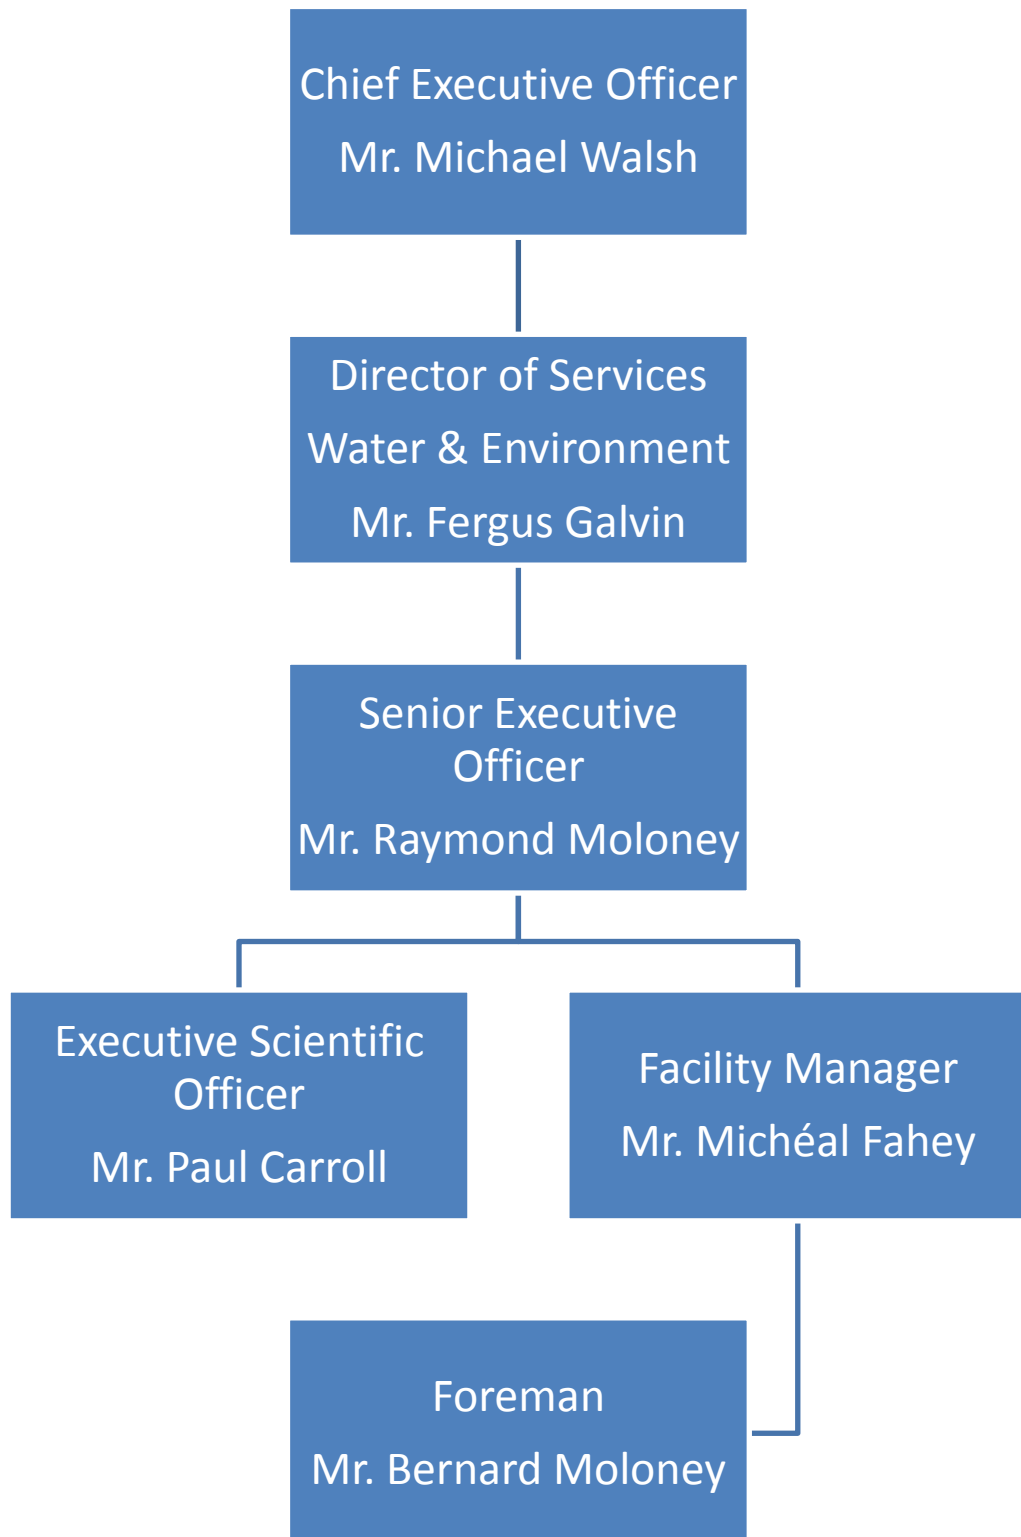 Chief Executive Officer
Mr. Michael Walsh
Director of Services
Water & Environment
Mr. Fergus Galvin
Senior Executive
Officer
Mr. Raymond Moloney
Executive Scientific
Officer
Mr. Paul Carroll
Facility Manager
Mr. Michéal Fahey
Foreman
Mr. Bernard Moloney